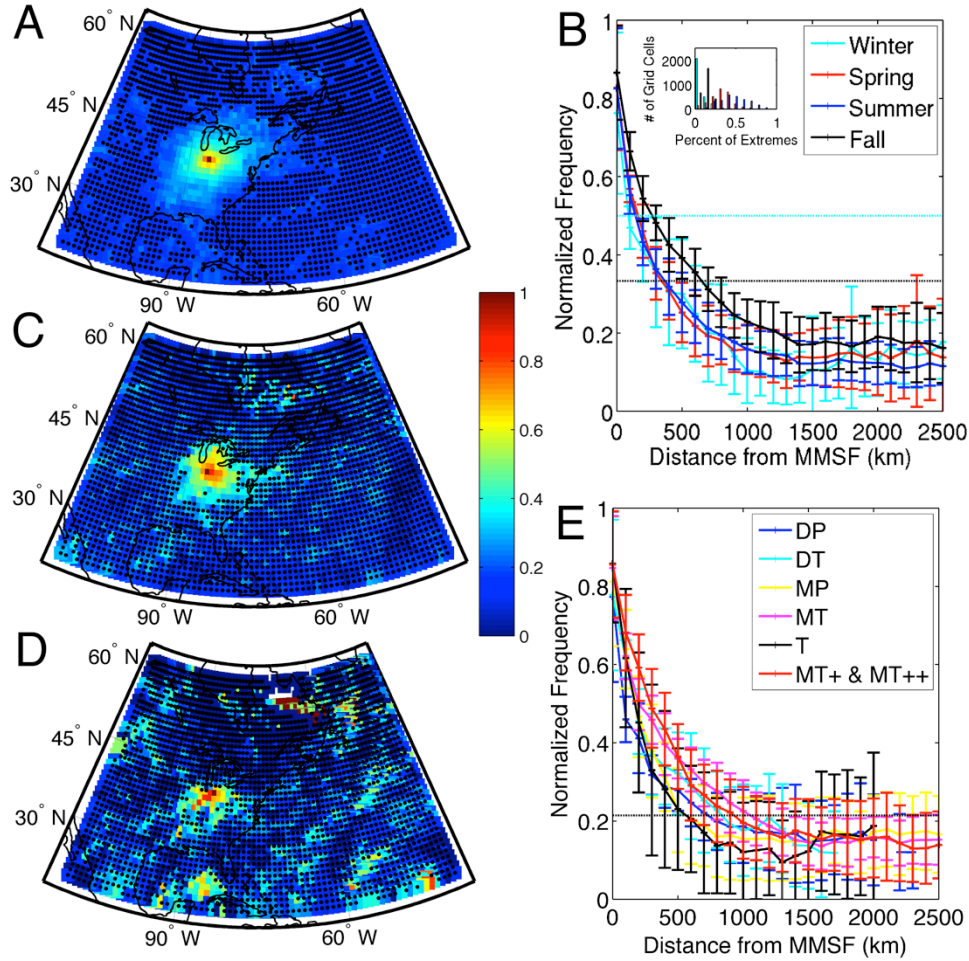 A
60° N
45° N
30° N
90° W
60° W
B
Normalized Frequency
1
0.8
0.6
0.4
0.2
0
# of Grid Cells
2000
1000
0
0 0.5 1
Percent of Extremes
Winter
Spring
Summer
Fall
0 500 1000 1500 2000 2500
Distance from MMSF (km)
C
60° N
45° N
30° N
90° W
60° W
1
0.8
0.6
0.4
0.2
0
D
60° N
45° N
30° N
90° W
60° W
E
Normalized Frequency
1
0.8
0.6
0.4
0.2
0
DP
DT
MP
MT
T
MT+ & MT++
0 500 1000 1500 2000 2500
Distance from MMSF (km)